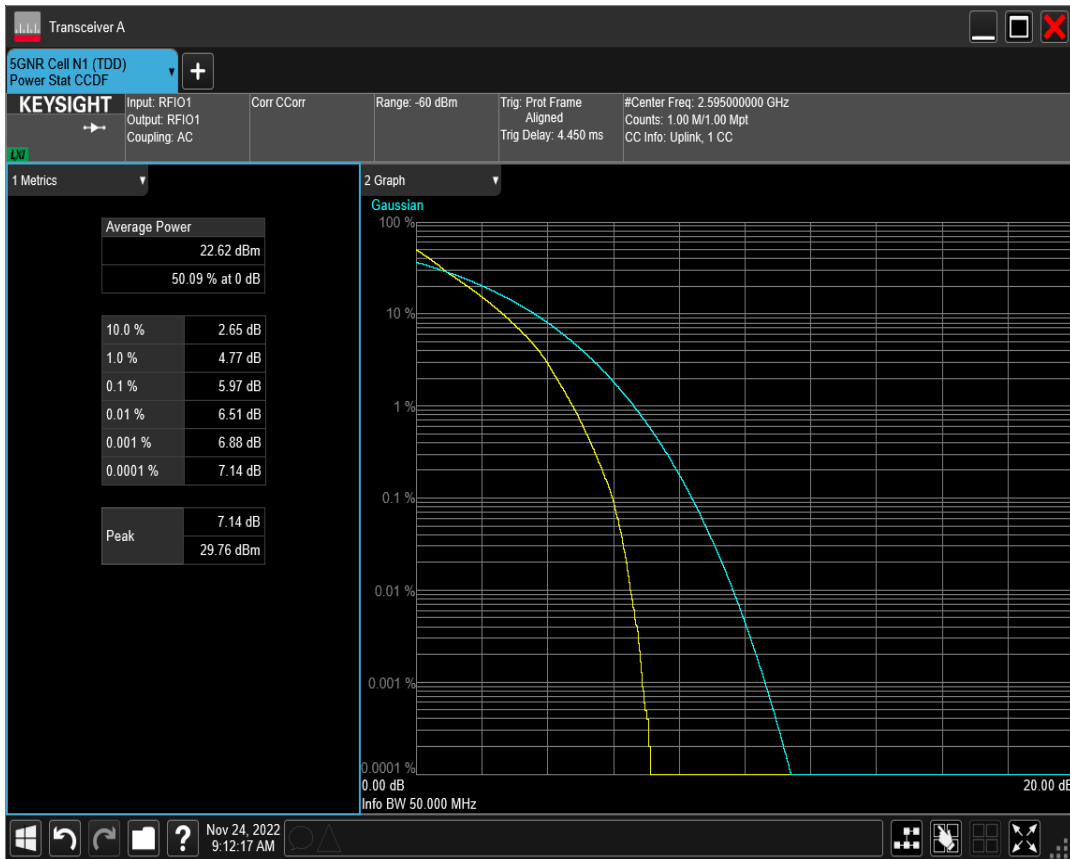 Transceiver A
5GNR Cell N1 (TDD)
Power Stat CCDF
+
KEYSIGHT
LXI
Input: RFIO1
Output: RFIO1
Coupling: AC
Corr CCorr
Range: -60 dBm
Trig: Prot Frame
Aligned
Trig Delay: 4.450 ms
#Center Freq: 2.595000000 GHz
Counts: 1.00 M/1.00 Mpt
CC Info: Uplink, 1 CC
1 Metrics
Average Power
22.62 dBm
50.09 % at 0 dB
10.0 % 2.65 dB
1.0 % 4.77 dB
0.1 % 5.97 dB
0.01 % 6.51 dB
0.001 % 6.88 dB
0.0001 % 7.14 dB
Peak
7.14 dB
29.76 dBm
2 Graph
Gaussian
100 %
10 %
1 %
0.1 %
0.01 %
0.001 %
0.0001 %
0.00 dB
20.00 dB
Info BW 50.000 MHz
?
Nov 24, 2022
9:12:17 AM